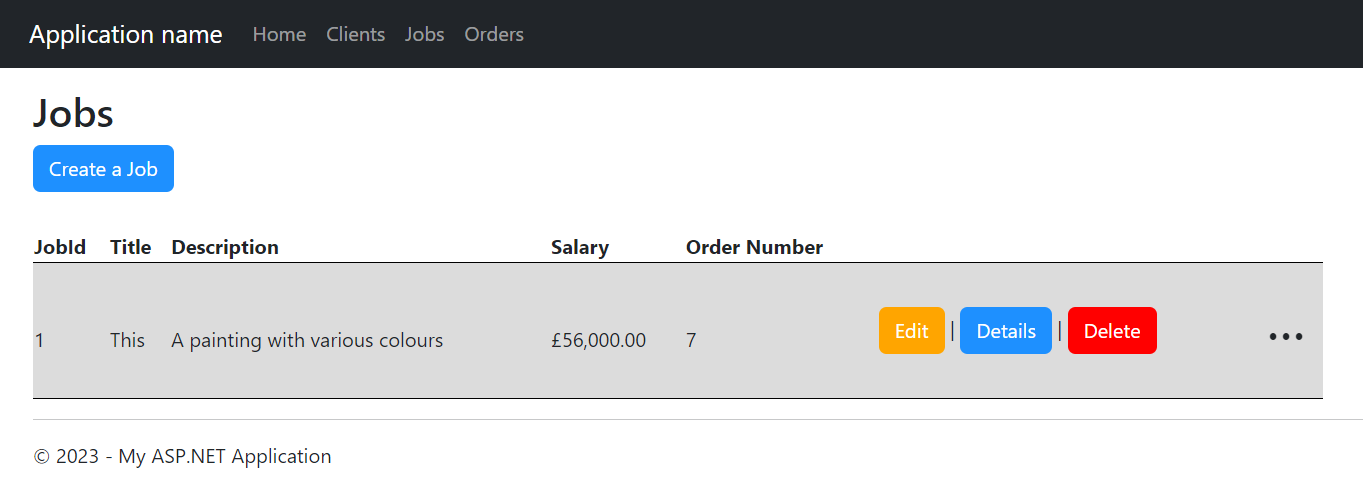 Application name Home Clients Jobs Orders
Jobs
Create a Job
JobId Title Description Salary Order Number
1 This A painting with various colours £56,000.00 7 Edit | Details | Delete •••
© 2023 - My ASP.NET Application